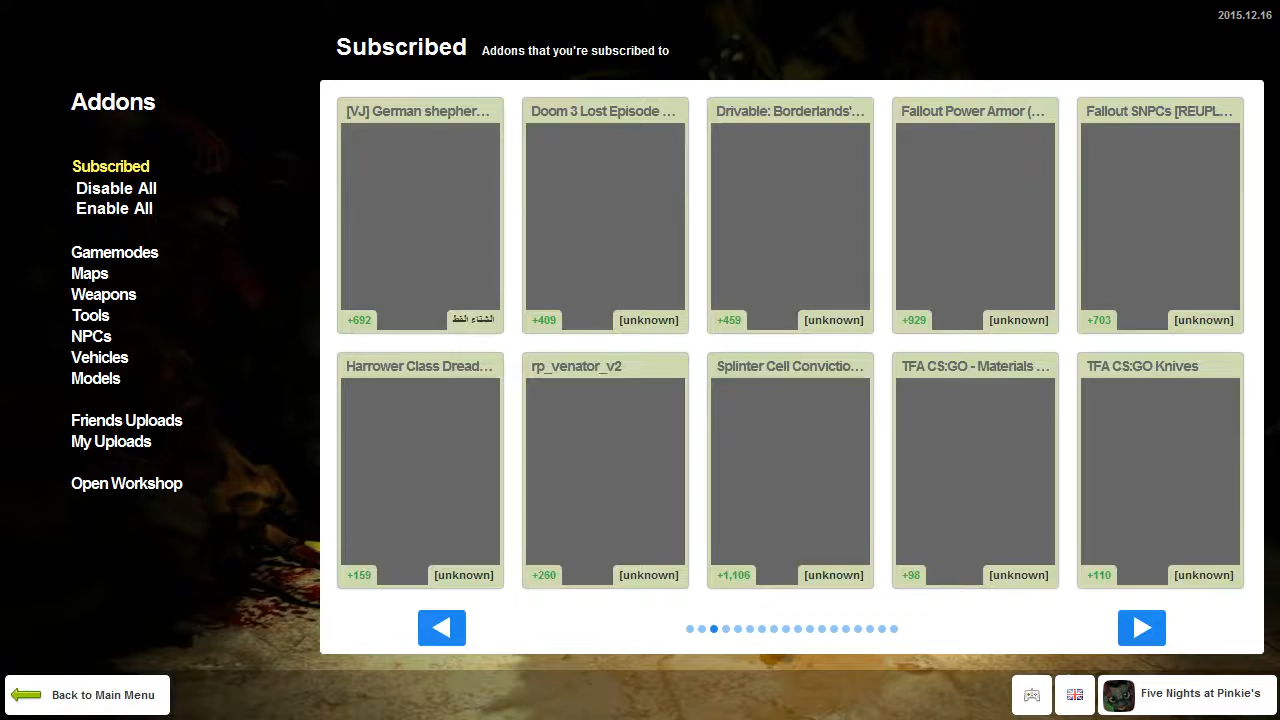 2015.12.16
Subscribed Addons that you're subscribed to
Addons
Subscribed
Disable All
Enable All
Gamemodes
Maps
Weapons
Tools
NPCs
Vehicles
Models
Friends Uploads
My Uploads
Open Workshop
[VJ] German shepher...
+692 الشتاء القط
Doom 3 Lost Episode ...
+409 [unknown]
Drivable: Borderlands'...
+459 [unknown]
Fallout Power Armor (...
+929 [unknown]
Fallout SNPCs [REUPL...
+703 [unknown]
Harrower Class Dread...
+159 [unknown]
rp_venator_v2
+260 [unknown]
Splinter Cell Convictio...
+1,106 [unknown]
TFA CS:GO - Materials ...
+98 [unknown]
TFA CS:GO Knives
+110 [unknown]
Back to Main Menu
Five Nights at Pinkie's